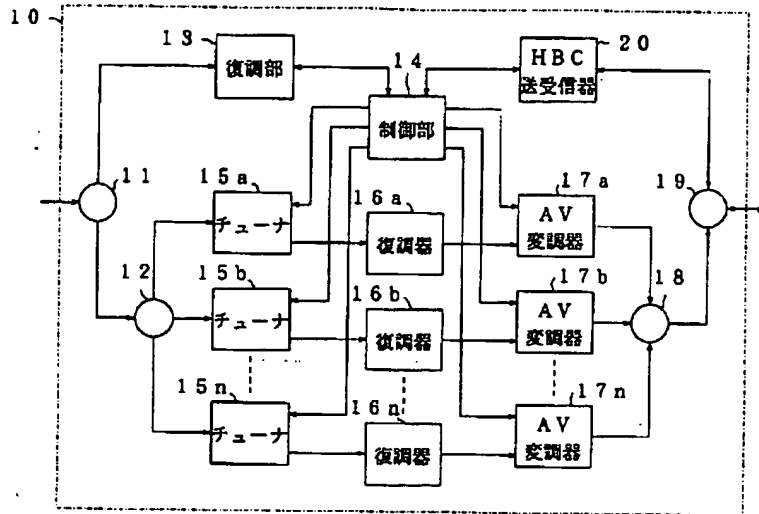 10
13
復調部
14
制御部
20
HBC
送受信器
11
12
15a
チューナ
16a
復調器
17a
AV
変調器
19
15b
チューナ
16b
復調器
17b
AV
変調器
18
15n
チューナ
16n
復調器
17n
AV
変調器